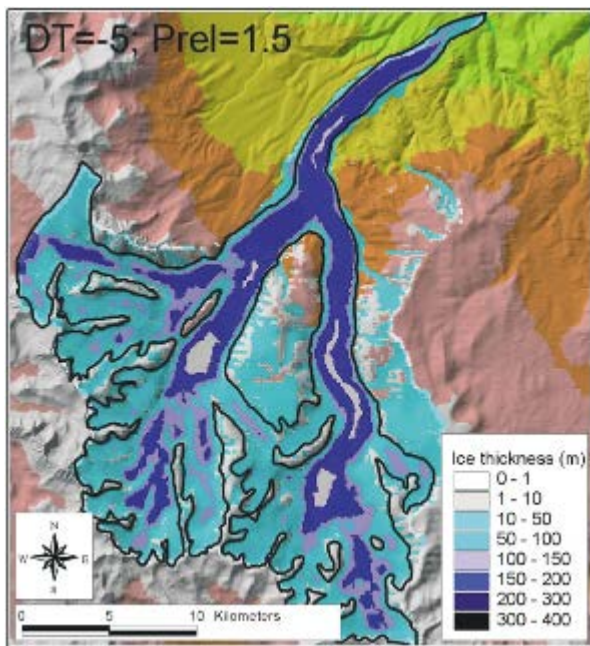 DT=-5; Prel=1.5
Ice thickness (m)
0 - 1
1 - 10
10 - 50
50 - 100
100 - 150
150 - 200
200 - 300
300 - 400
N
W E
S
0 5 10 Kilometers